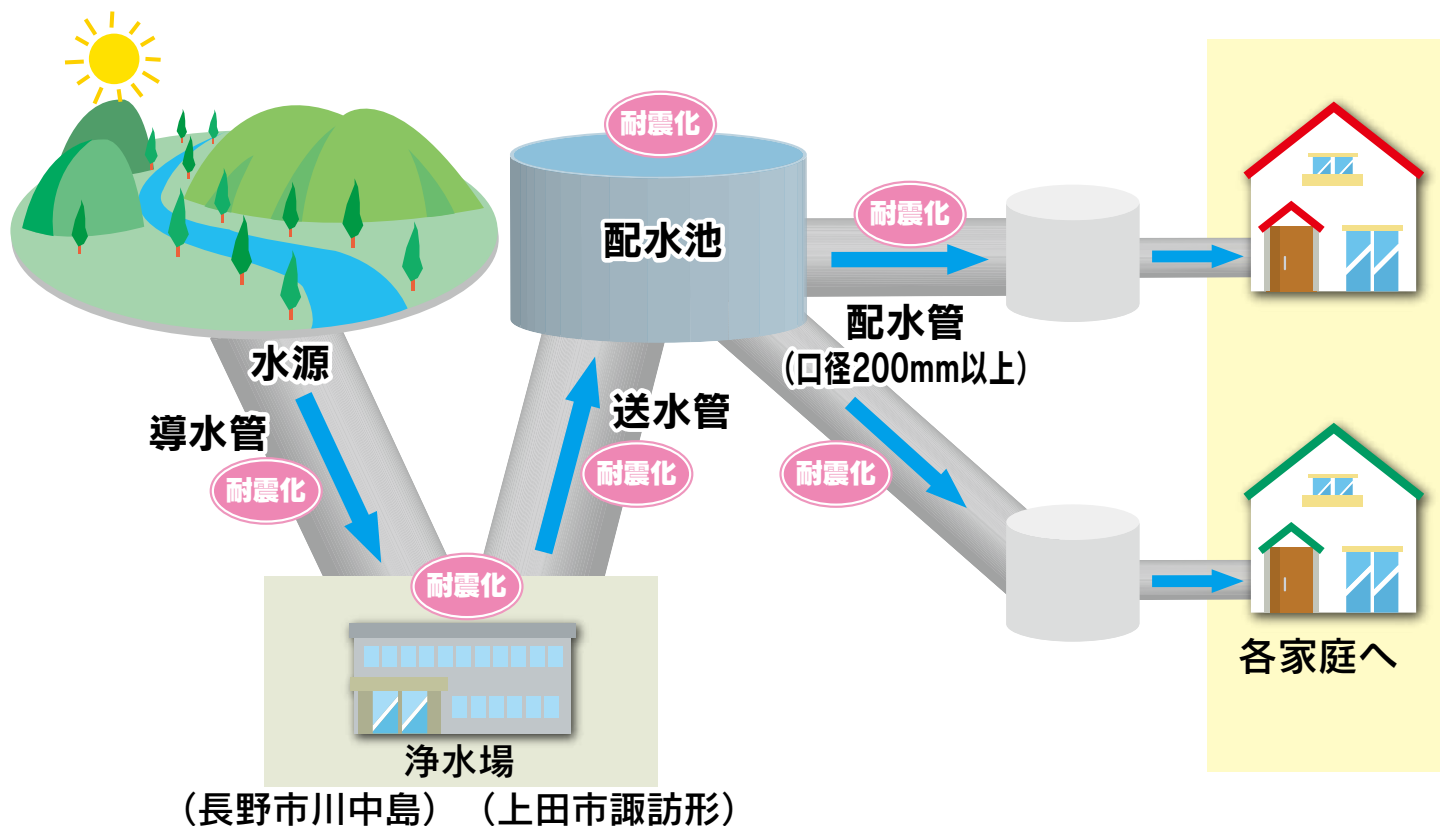 耐震化
配水池
耐震化
配水管
（口径200mm以上）
水源
導水管
耐震化
送水管
耐震化
耐震化
耐震化
浄水場
（長野市川中島）（上田市諏訪形）
各家庭へ